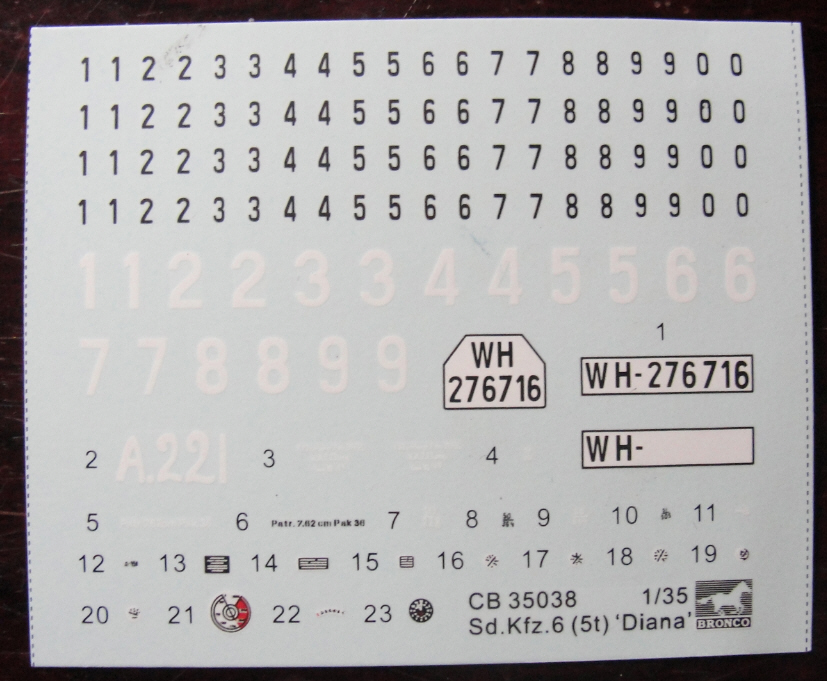 1 1 2 2 3 3 4 4 5 5 6 6 7 7 8 8 9 9 0 0
1 1 2 2 3 3 4 4 5 5 6 6 7 7 8 8 9 9 0 0
1 1 2 2 3 3 4 4 5 5 6 6 7 7 8 8 9 9 0 0
1 1 2 2 3 3 4 4 5 5 6 6 7 7 8 8 9 9 0 0
1 1 2 2 3 3 4 4 5 5 6 6
7 7 8 8 9 9
WH
276716
1
WH-276716
2 A.221 3 4
WH-
5 6 Patr. 7.62 cm Pak 36 7 8 9 10 11
12 13 14 15 16 17 18 19
20 21 22 23
CB 35038 1/35
Sd.Kfz.6 (5t) 'Diana'
BRONCO